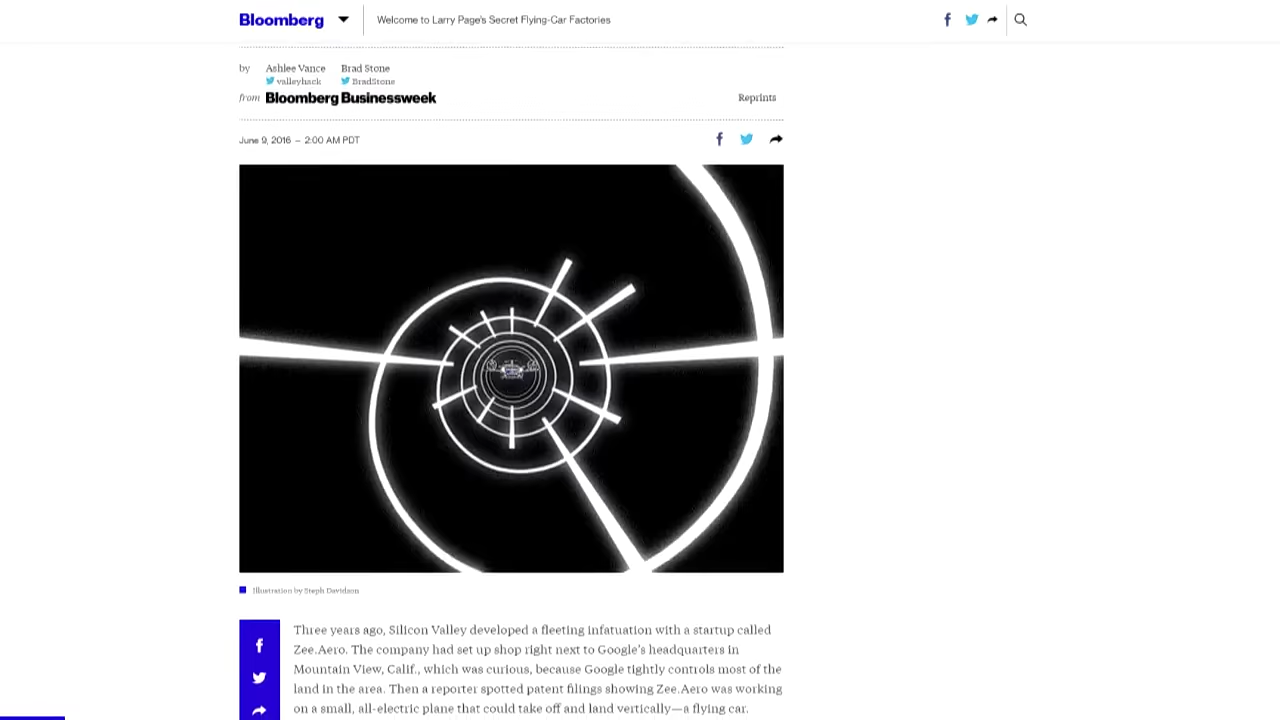 Bloomberg Welcome to Larry Page's Secret Flying-Car Factories
by Ashlee Vance Brad Stone
valleyhack BradStone
from Bloomberg Businessweek Reprints
June 9, 2016 – 2:00 AM PDT
Illustration by Steph Davidson
Three years ago, Silicon Valley developed a fleeting infatuation with a startup called
Zee.Aero. The company had set up shop right next to Google's headquarters in
Mountain View, Calif., which was curious, because Google tightly controls most of the
land in the area. Then a reporter spotted patent filings showing Zee.Aero was working
on a small, all-electric plane that could take off and land vertically—a flying car.